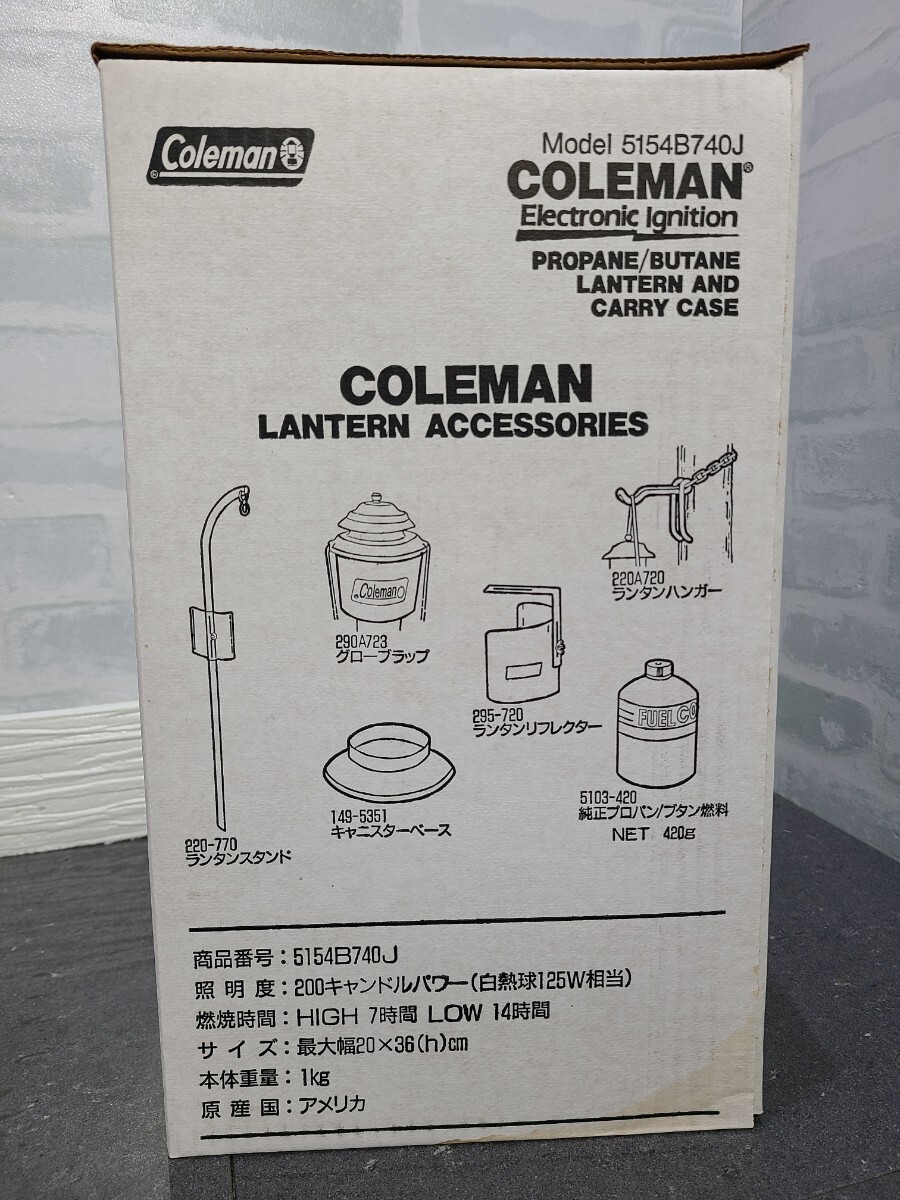 Coleman
Model 5154B740J
COLEMAN®
Electronic Ignition
PROPANE/BUTANE
LANTERN AND
CARRY CASE
COLEMAN
LANTERN ACCESSORIES
220A720
ランタンハンガー
Coleman
290A723
グローブラップ
295-720
ランタンリフレクター
FUEL CO
5103-420
純正プロパン/ブタン燃料
NET 420g
149-5351
キャニスターベース
220-770
ランタンスタンド
商品番号:5154B740J
照明度:200キャンドルパワー(白熱球125W相当)
燃焼時間:HIGH 7時間 LOW 14時間
サイズ:最大幅20×36(h)cm
本体重量:1kg
原産国:アメリカ